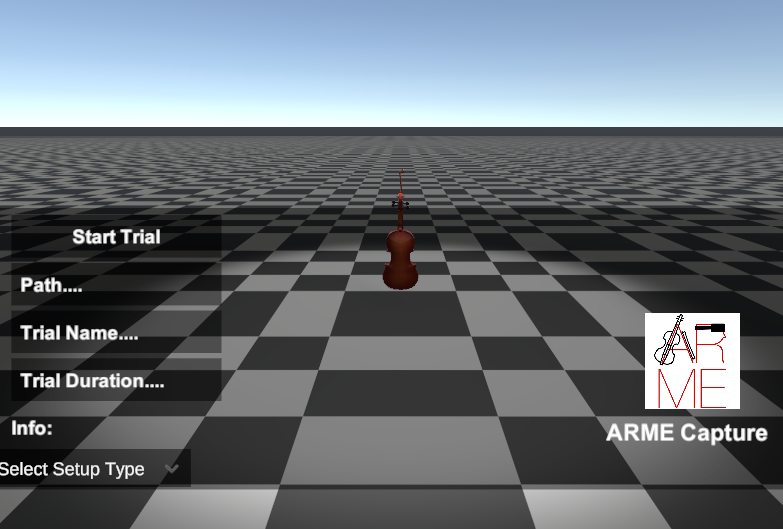 Start Trial
Path....
Trial Name....
Trial Duration....
Info:
Select Setup Type
AR
ME
ARME Capture